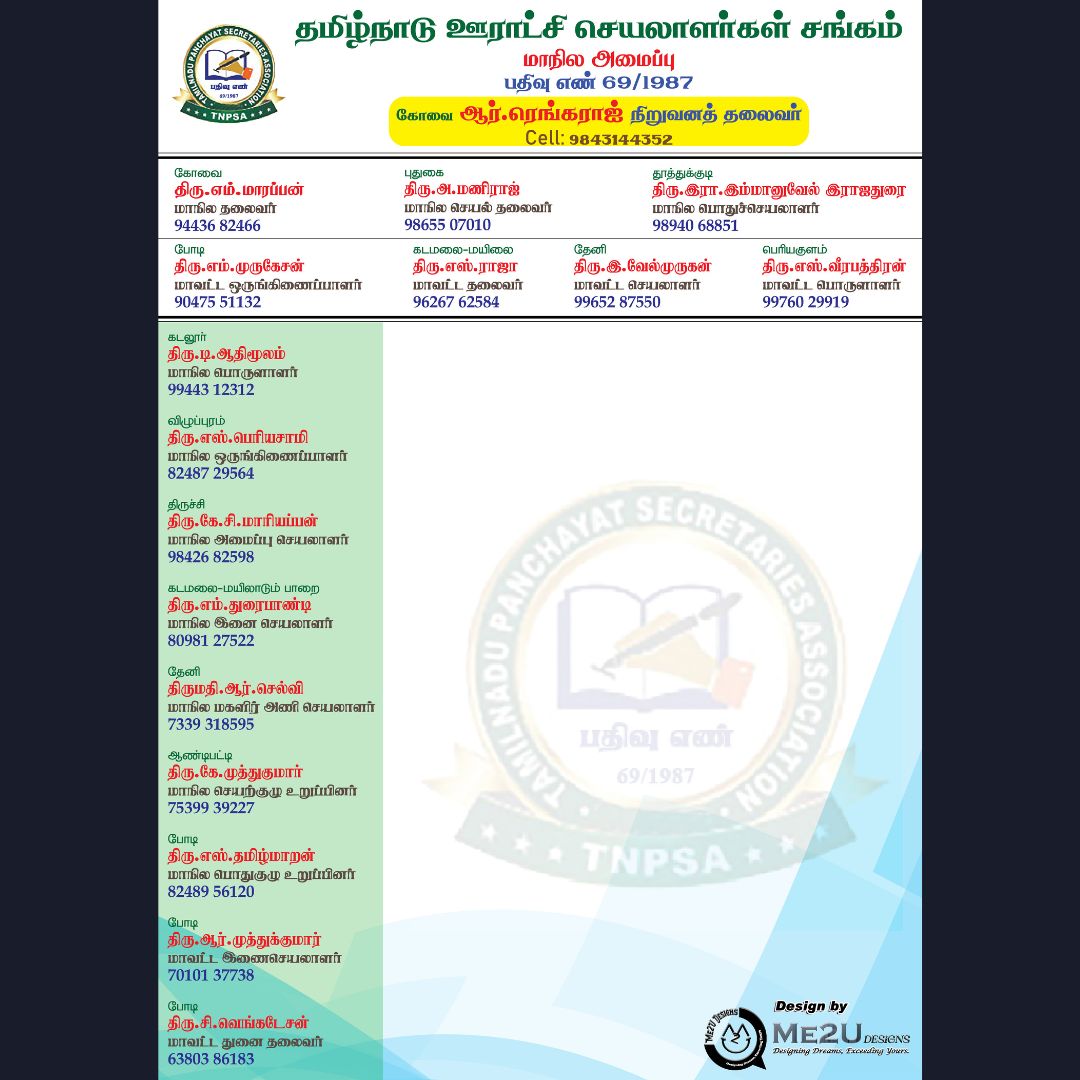 TAMILNADU PANCHAYAT SECRETARIES ASSOCIATION
பதிவு எண்
69/1987
TNPSA
தமிழ்நாடு ஊராட்சி செயலாளர்கள் சங்கம்
மாநில அமைப்பு
பதிவு எண் 69/1987
கோவை ஆர்.ரெங்கராஜ் நிறுவனத் தலைவர்
Cell: 9843144352
கோவை
திரு.எம்.மாரப்பன்
மாநில தலைவர்
94436 82466
புதுகை
திரு.அ.மணிராஜ்
மாநில செயல் தலைவர்
98655 07010
தூத்துக்குடி
திரு.இரா.இம்மானுவேல் இராஜதுரை
மாநில பொதுச்செயலாளர்
98940 68851
போடி
திரு.எம்.முருகேசன்
மாவட்ட ஒருங்கிணைப்பாளர்
90475 51132
கடமலை-மயிலை
திரு.எஸ்.ராஜா
மாவட்ட தலைவர்
96267 62584
தேனி
திரு.இ.வேல்முருகன்
மாவட்ட செயலாளர்
99652 87550
பெரியகுளம்
திரு.எஸ்.வீரபத்திரன்
மாவட்ட பொருளாளர்
99760 29919
கடலூர்
திரு.டி.ஆதிமூலம்
மாநில பொருளாளர்
99443 12312
விழுப்புரம்
திரு.எஸ்.பெரியசாமி
மாநில ஒருங்கிணைப்பாளர்
82487 29564
திருச்சி
திரு.கே.சி.மாரியப்பன்
மாநில அமைப்பு செயலாளர்
98426 82598
கடமலை-மயிலாடும் பாறை
திரு.எம்.துரைபாண்டி
மாநில இனை செயலாளர்
80981 27522
தேனி
திருமதி.ஆர்.செல்வி
மாநில மகளிர் அணி செயலாளர்
7339 318595
ஆண்டிபட்டி
திரு.கே.முத்துகுமார்
மாநில செயற்குழு உறுப்பினர்
75399 39227
போடி
திரு.எஸ்.தமிழ்மாறன்
மாநில பொதுகுழு உறுப்பினர்
82489 56120
போடி
திரு.ஆர்.முத்துக்குமார்
மாவட்ட இணைசெயலாளர்
70101 37738
போடி
திரு.சி.வெங்கடேசன்
மாவட்ட துனை தலைவர்
63803 86183
TAMILNADU PANCHAYAT SECRETARIES ASSOCIATION
பதிவு எண்
69/1987
TNPSA
Design by
ME2U DESIGNS
Designing Dreams, Exceeding Yours.
ME2U DESIGNS